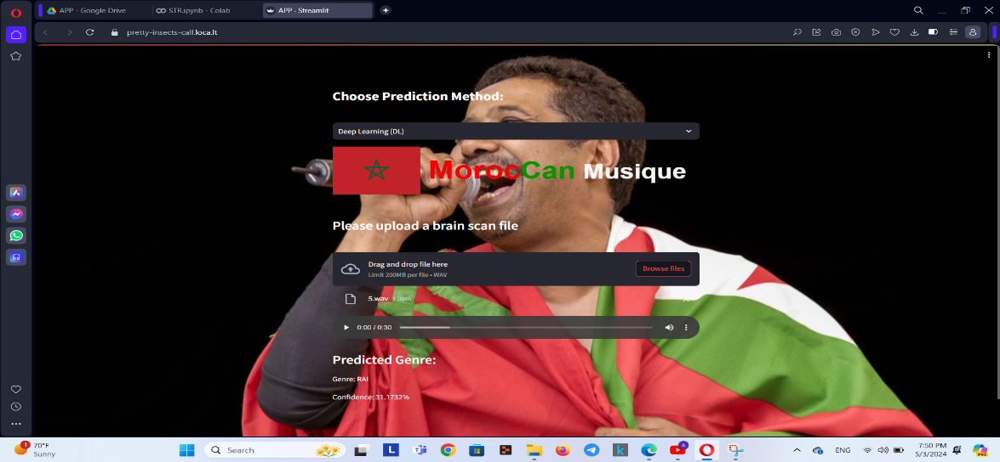 APP - Google Drive
STR.ipynb - Colab
APP · Streamlit
pretty-insects-call.loca.lt
Choose Prediction Method:
Deep Learning (DL)
MorocCan Musique
Please upload a brain scan file
Drag and drop file here
Limit 200MB per file • WAV
Browse files
5.wav 1.3MB
0:00 / 0:30
Predicted Genre:
Genre: RAI
Confidence: 31.1732%
1
70°F
Sunny
Search
L
k
A
ENG
7:50 PM
5/3/2024
PRE